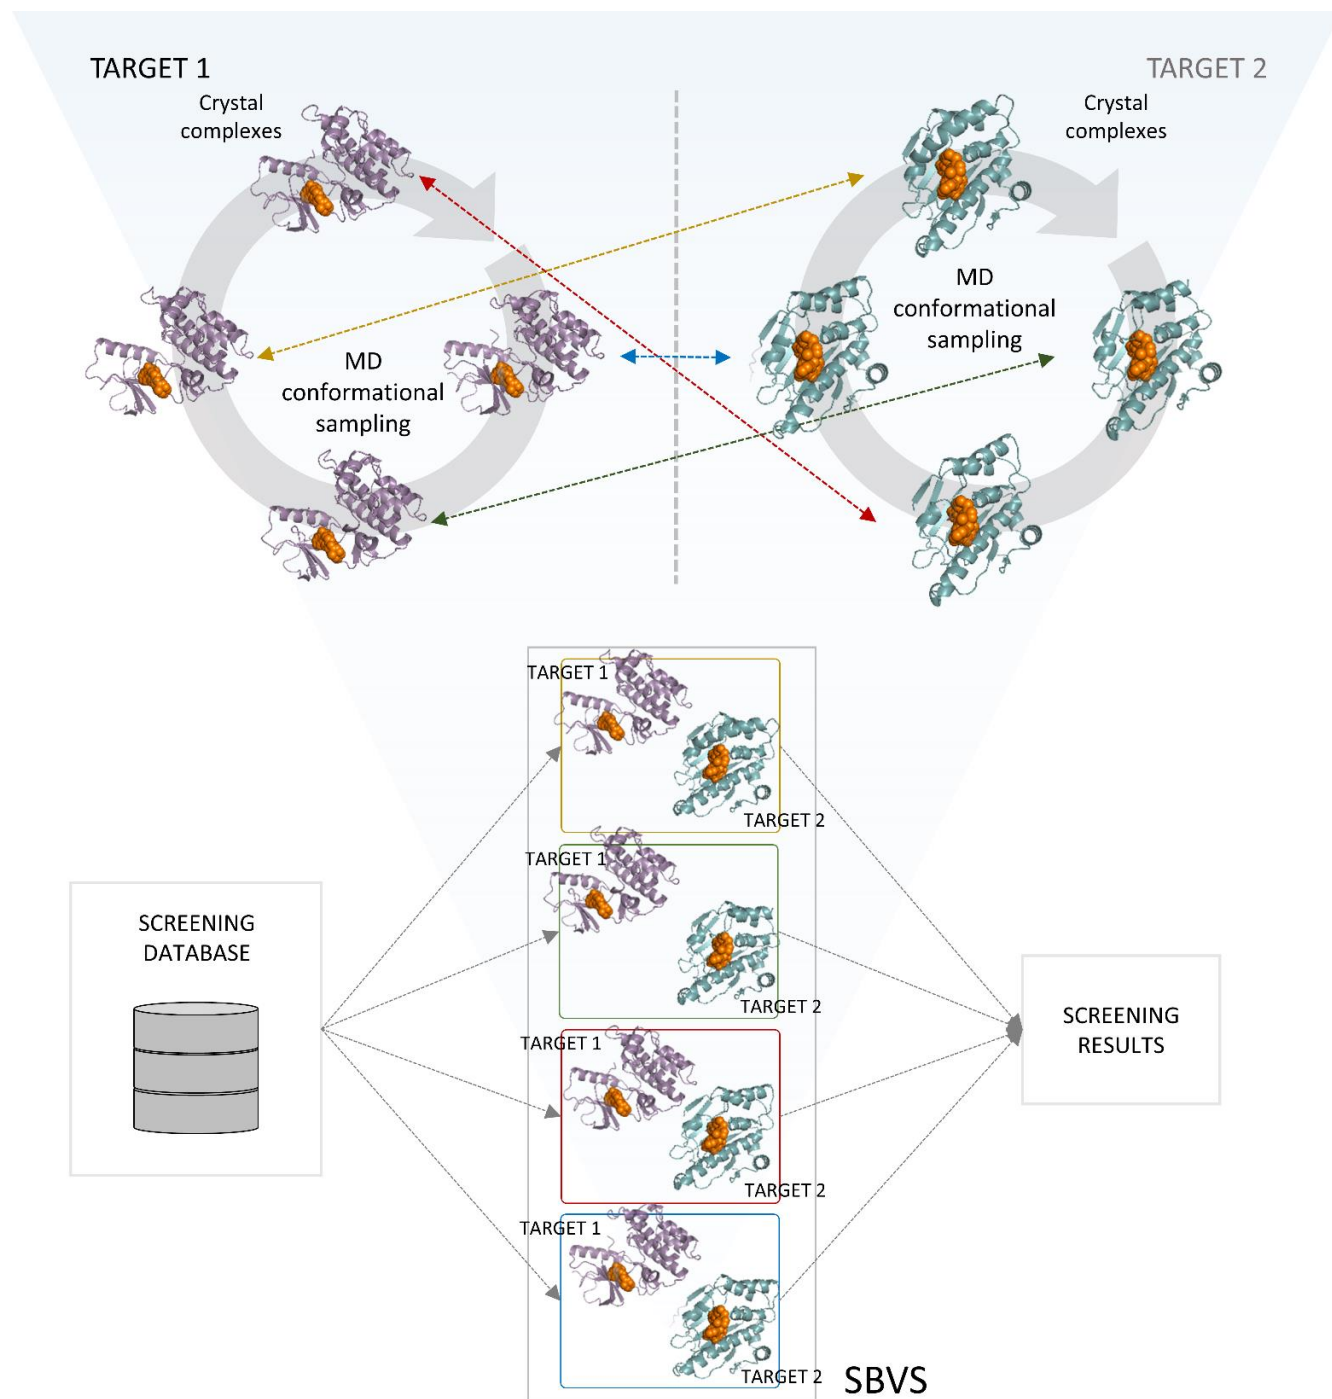 TARGET 1
TARGET 2
Crystal
complexes
Crystal
complexes
MD
conformational
sampling
MD
conformational
sampling
TARGET 1
TARGET 2
TARGET 1
TARGET 2
TARGET 1
TARGET 2
TARGET 1
TARGET 2
SCREENING
DATABASE
SCREENING
RESULTS
SBVS